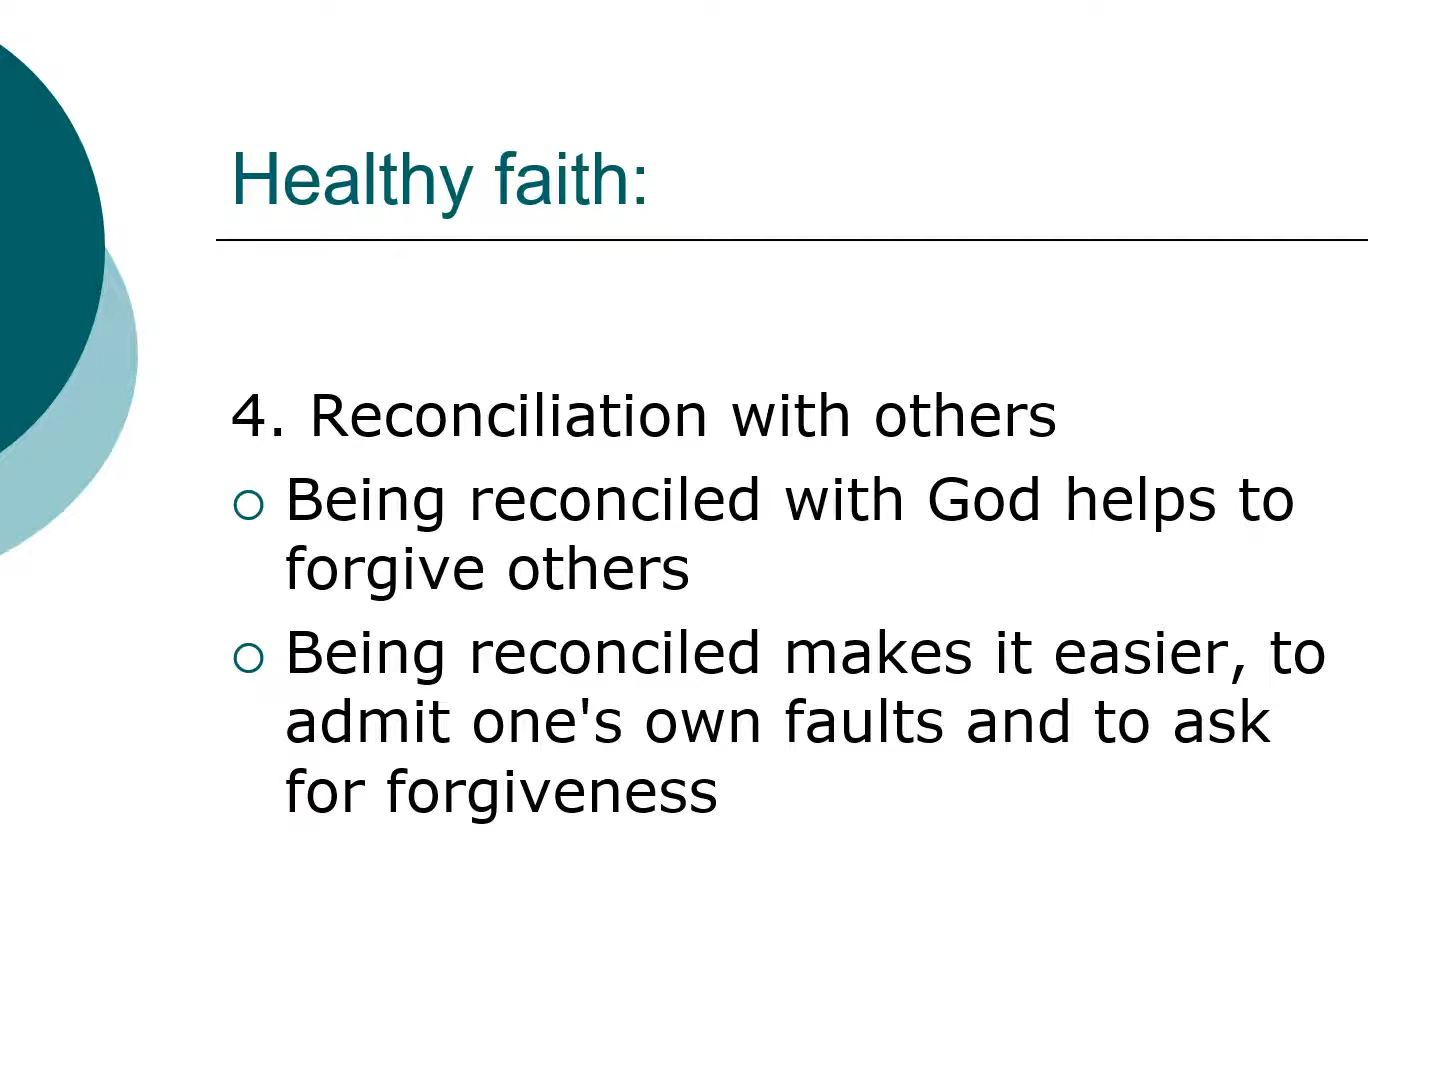 Healthy faith:
4. Reconciliation with others
Being reconciled with God helps to
forgive others
Being reconciled makes it easier, to
admit one's own faults and to ask
for forgiveness